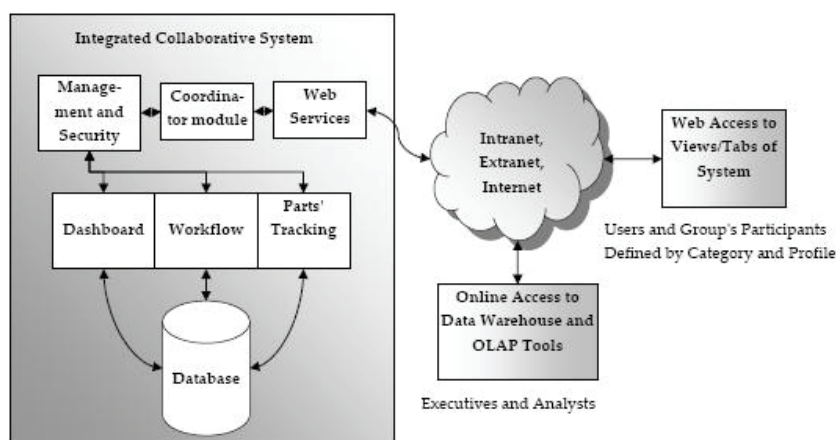 Integrated Collaborative System
Manage-
ment and
Security
Coordina-
tor module
Web
Services
Dashboard
Workflow
Parts'
Tracking
Database
Intranet,
Extranet,
Internet
Web Access to
Views/Tabs of
System
Users and Group's Participants
Defined by Category and Profile
Online Access to
Data Warehouse and
OLAP Tools
Executives and Analysts